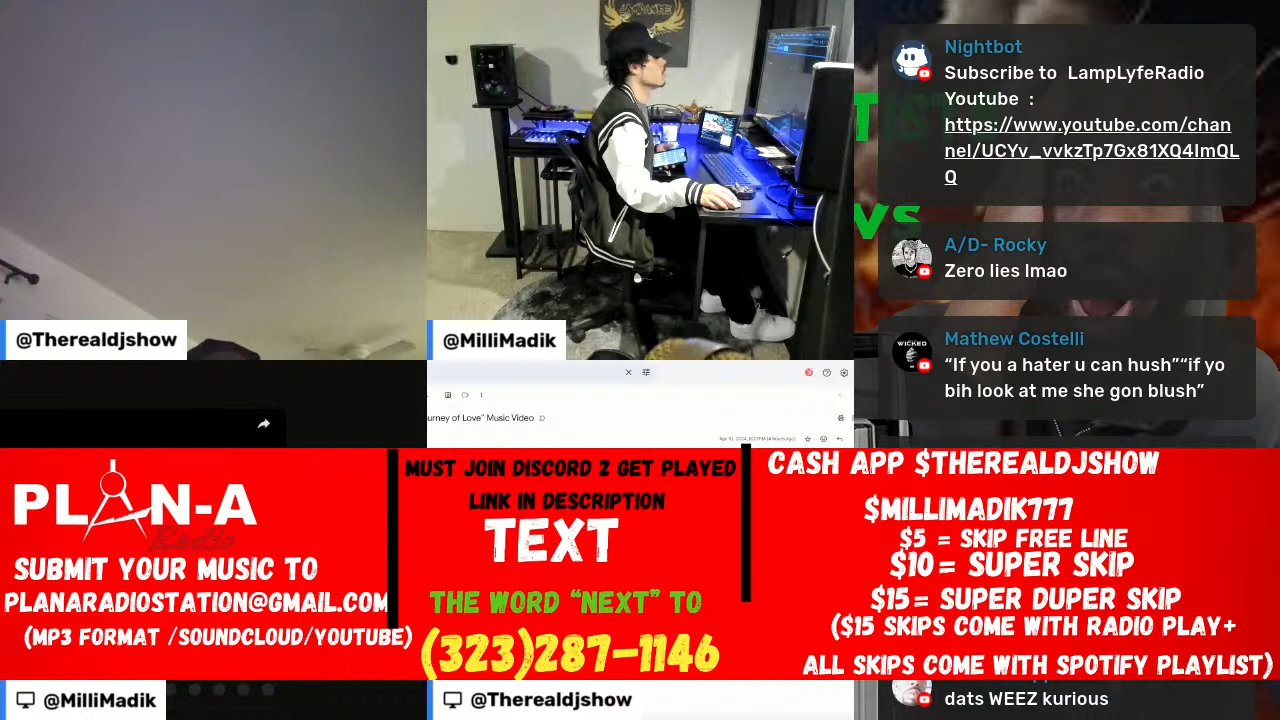 @Therealdjshow
@MilliMadik
Nightbot
Subscribe to LampLyfeRadio
Youtube :
https://www.youtube.com/chan
nel/UCYv_vvkzTp7Gx81XQ4ImQL
Q
A/D- Rocky
Zero lies lmao
Mathew Costelli
“If you a hater u can hush”“if yo
bih look at me she gon blush”
VS
WICKED
urney of Love" Music Video
PLAN-A
Radio
SUBMIT YOUR MUSIC TO
PLANARADIOSTATION@GMAIL.COM
(MP3 FORMAT /SOUNDCLOUD/YOUTUBE)
MUST JOIN DISCORD 2 GET PLAYED
LINK IN DESCRIPTION
TEXT
THE WORD “NEXT” TO
(323)287-1146
CASH APP $THEREALDJSHOW
$MILLIMADIK777
$5 = SKIP FREE LINE
$10 = SUPER SKIP
$15= SUPER DUPER SKIP
($15 SKIPS COME WITH RADIO PLAY+
ALL SKIPS COME WITH SPOTIFY PLAYLIST)
@MilliMadik
@Therealdjshow
dats WEEZ kurious